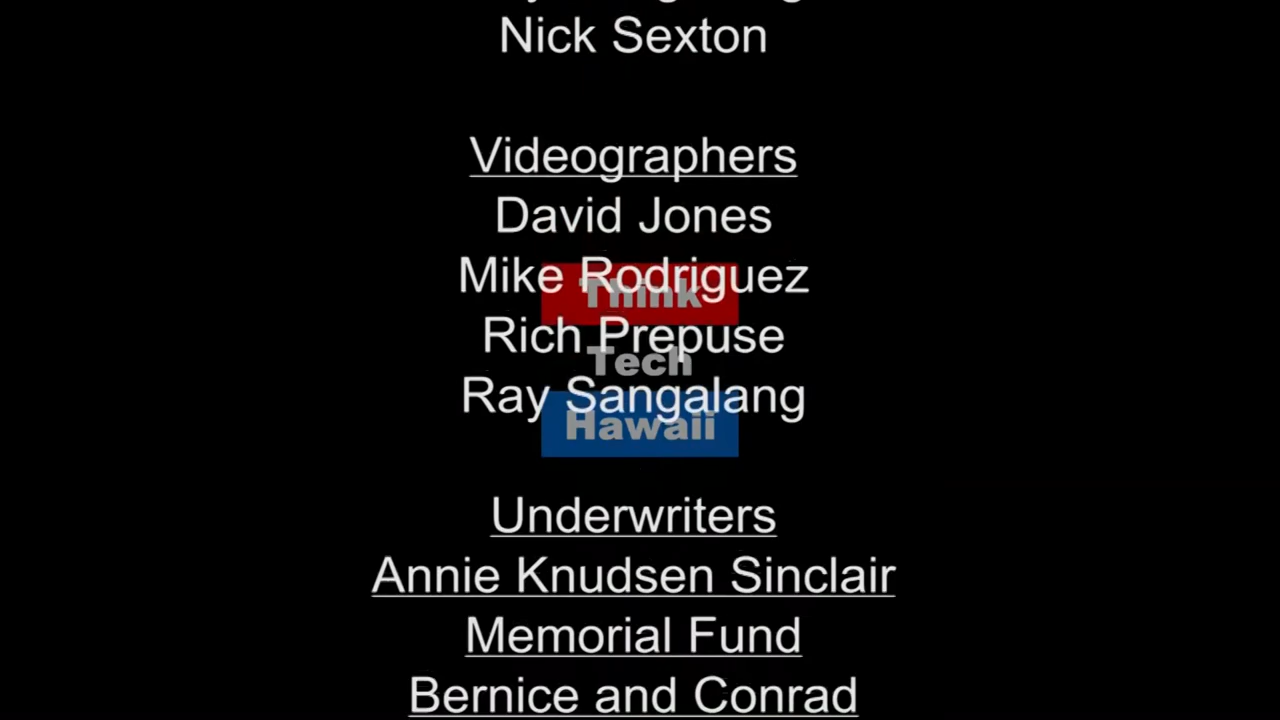 Nick Sexton
Videographers
David Jones
Mike Rodriguez
Think
Rich Prepuse
Tech
Ray Sangalang
Hawaii
Underwriters
Annie Knudsen Sinclair
Memorial Fund
Bernice and Conrad